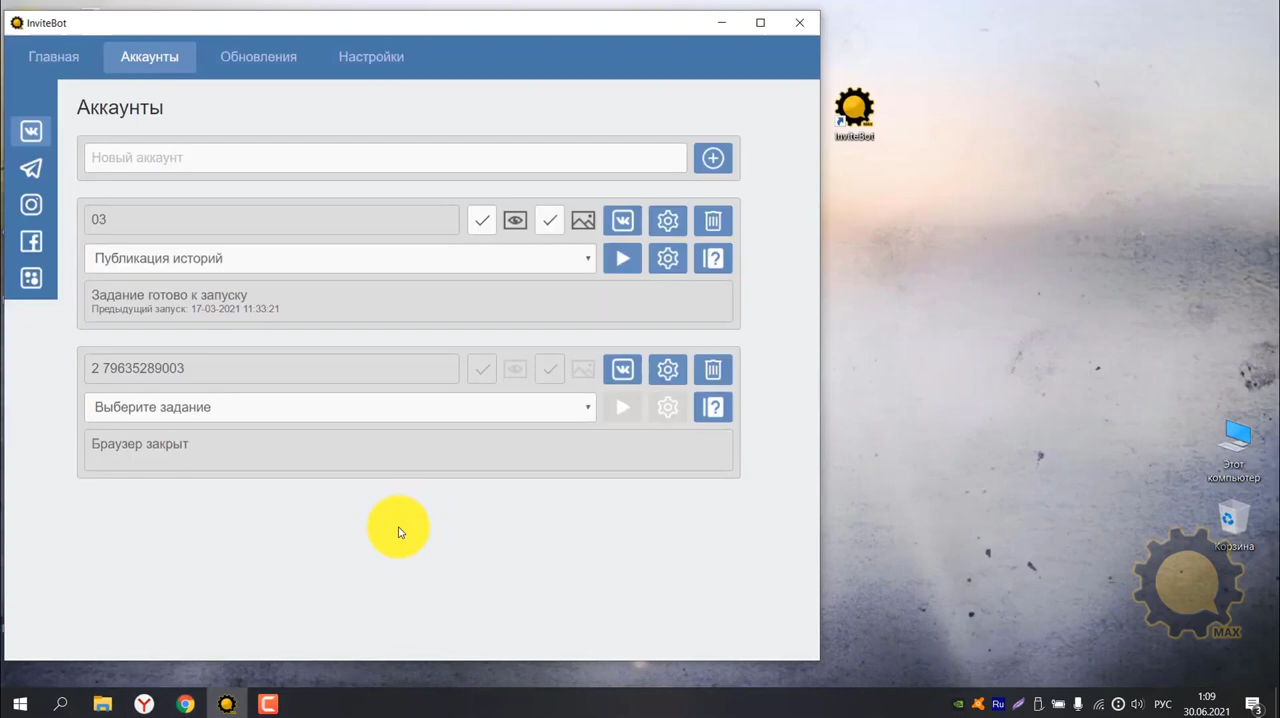 InviteBot
Главная
Аккаунты
Обновления
Настройки
Аккаунты
Новый аккаунт
03
Публикация историй
Задание готово к запуску
Предыдущий запуск: 17-03-2021 11:33:21
2 79635289003
Выберите задание
Браузер закрыт
InviteBot
Этот
компьютер
Корзина
MAX
РУС
1:09
30.06.2021
3